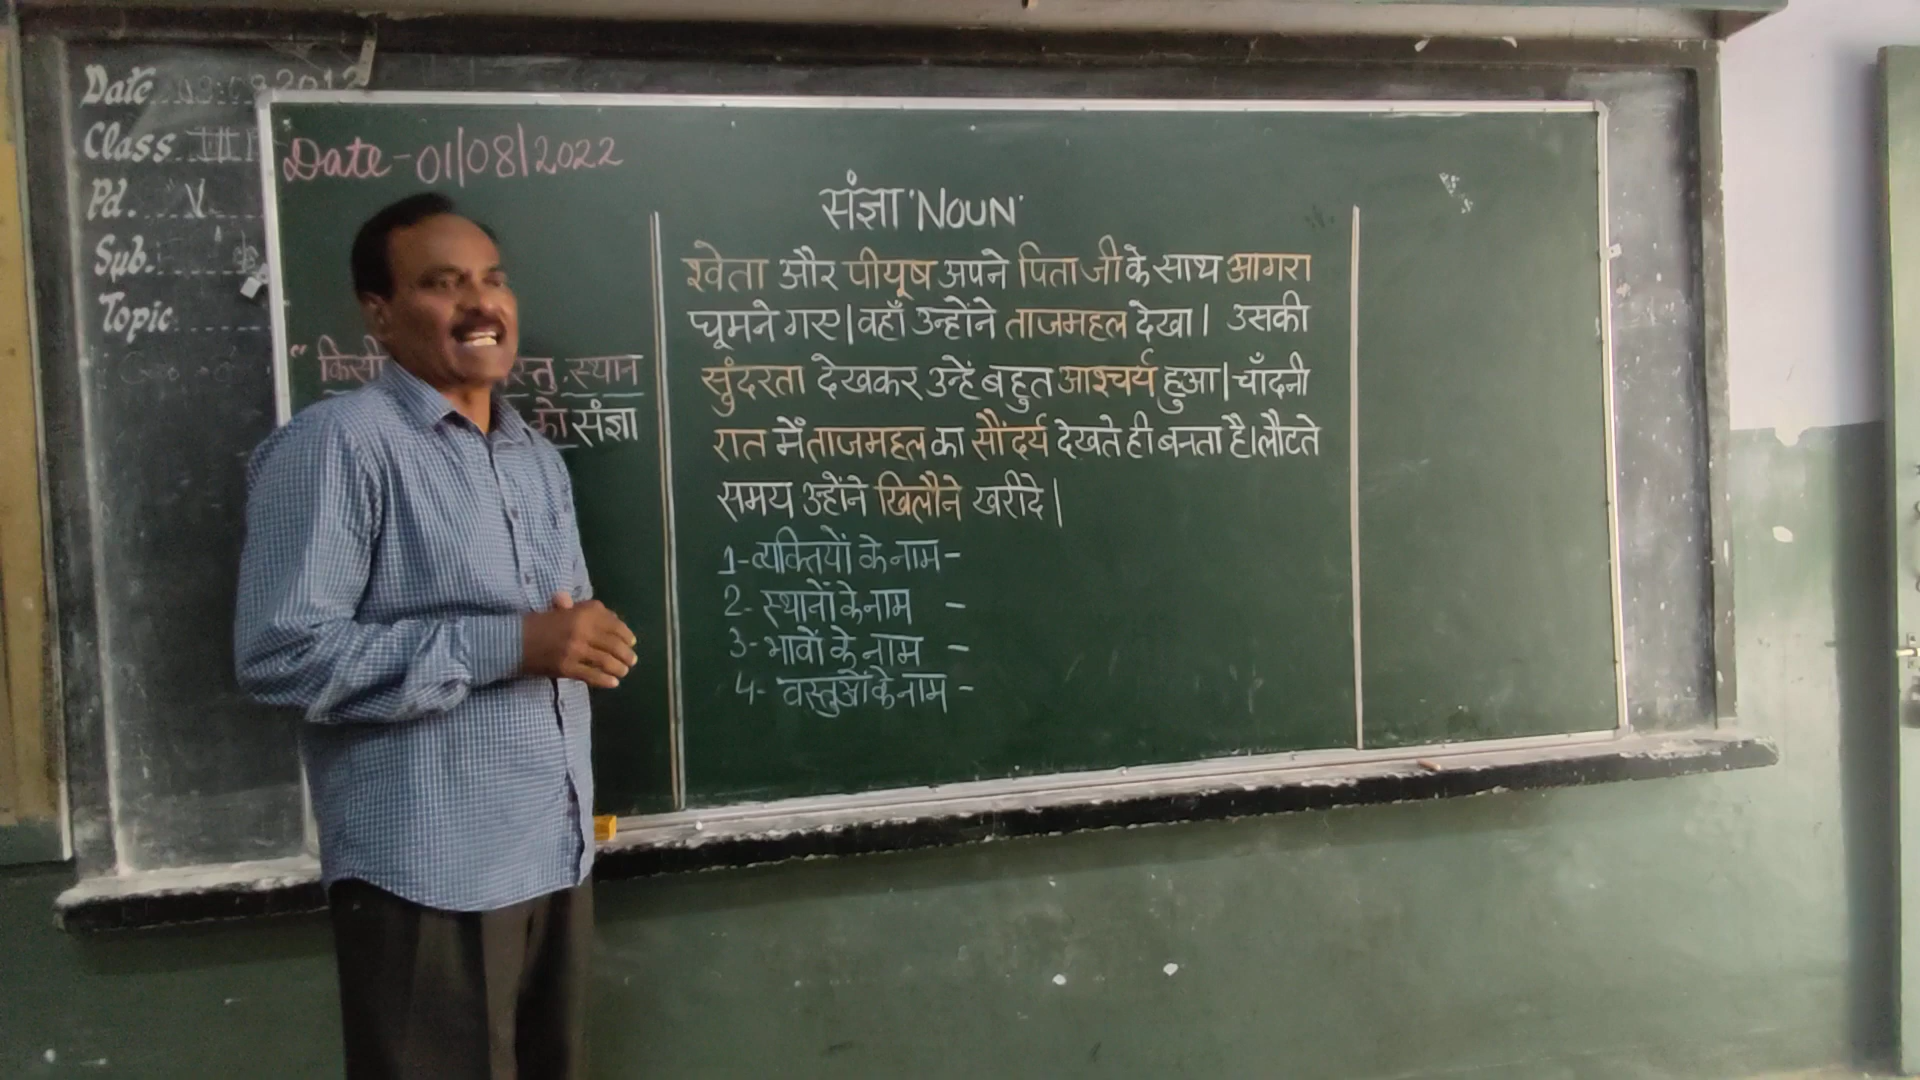 Date
Class III
Pd. V
Sub.
Topic
Date-01/08/2022
"किसी स्तु, स्थान
को संज्ञा
संज्ञा 'NOUN'
श्वेता और पीयूष अपने पिताजी के साथ आगरा
घूमने गए। वहाँ उन्होंने ताजमहल देखा। उसकी
सुंदरता देखकर उन्हें बहुत आश्चर्य हुआ। चाँदनी
रात में ताजमहल का सौंदर्य देखते ही बनता है। लौटते
समय उन्होंने खिलौने खरीदे।
1-व्यक्तियों के नाम-
2- स्थानों के नाम -
3-भावों के नाम -
4- वस्तुओं के नाम -